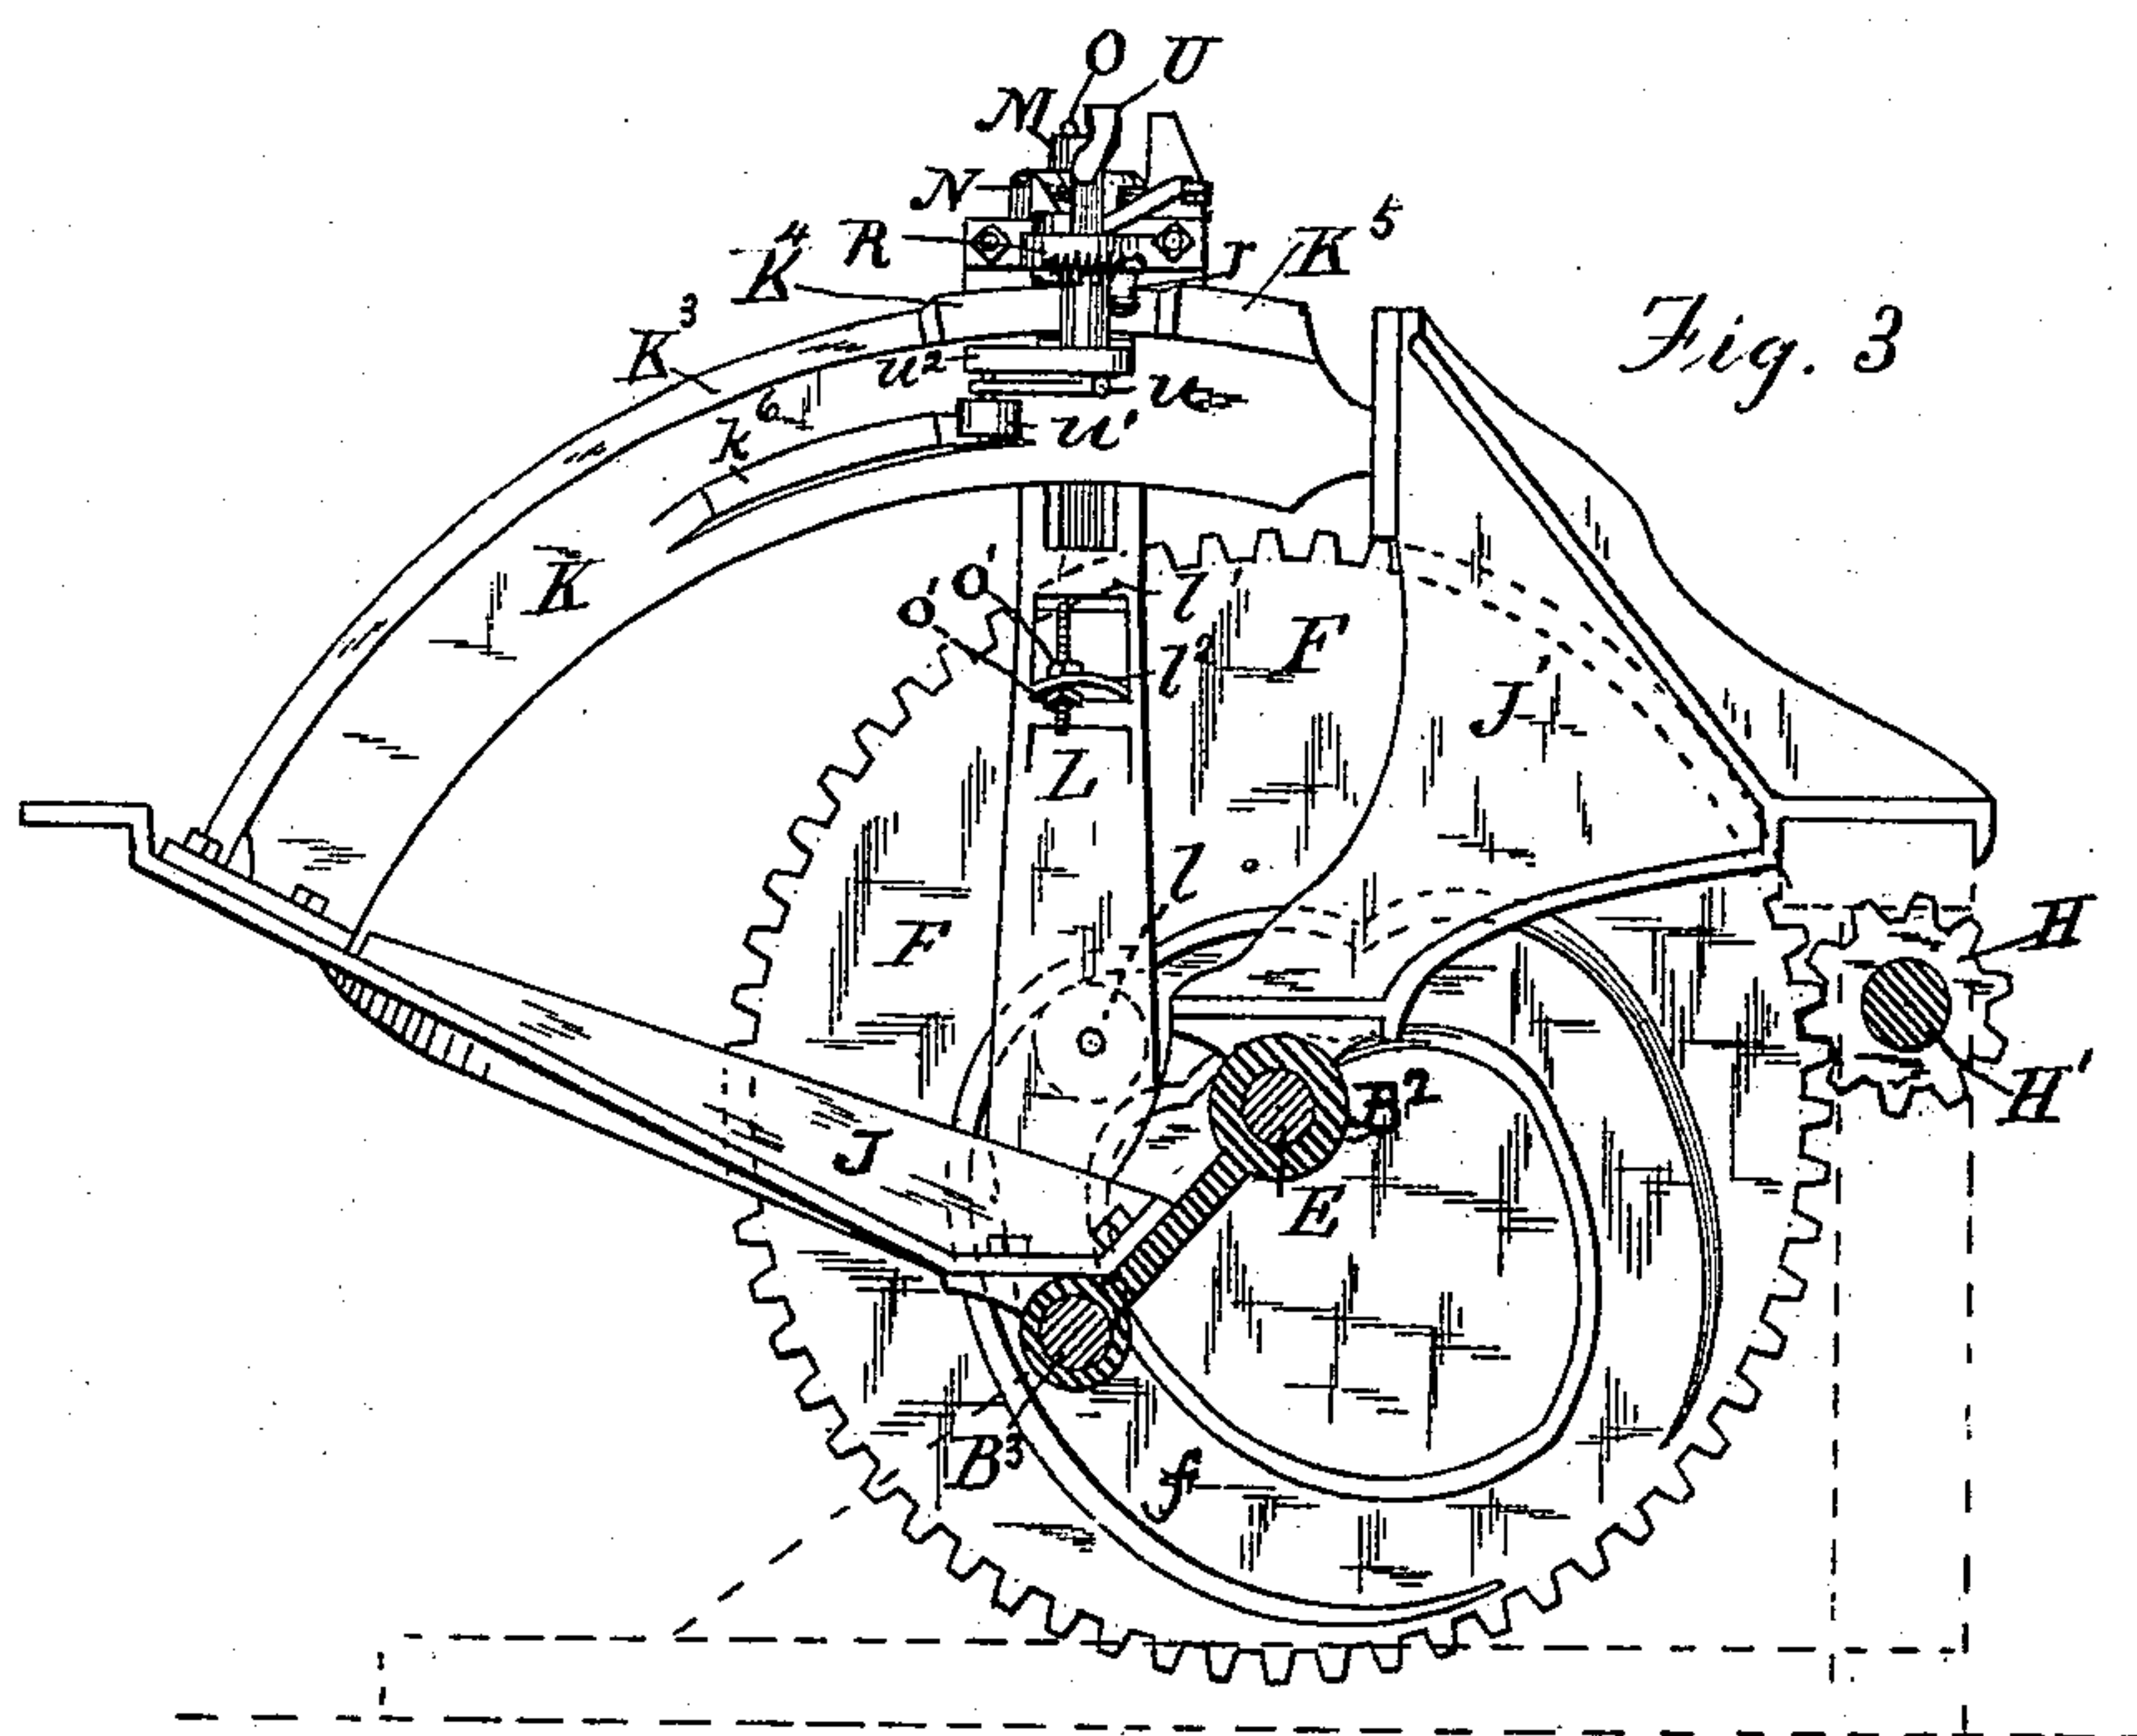 O U
M
N
K⁴ R J K⁵
K³ Fig. 3
u² u
k⁶ u'
K
o' o' l' F
l² J'
L
l
F H
H'
B²
J
E
B³ f